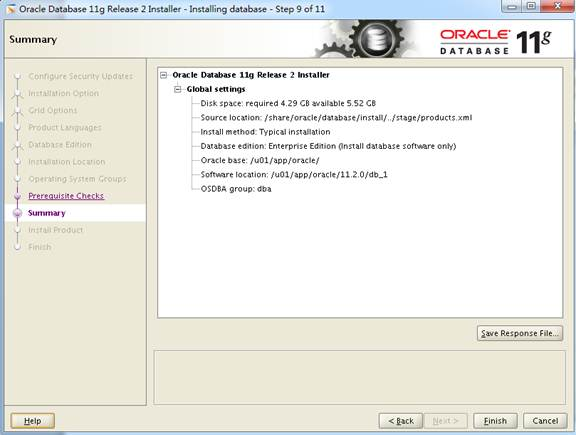 Oracle Database 11g Release 2 Installer - Installing database - Step 9 of 11
Summary
ORACLE
DATABASE
11g
Configure Security Updates
Installation Option
Grid Options
Product Languages
Database Edition
Installation Location
Operating System Groups
Prerequisite Checks
Summary
Install Product
Finish
Oracle Database 11g Release 2 Installer
Global settings
Disk space: required 4.29 GB available 5.52 GB
Source location: /share/oracle/database/install/../stage/products.xml
Install method: Typical installation
Database edition: Enterprise Edition (Install database software only)
Oracle base: /u01/app/oracle/
Software location: /u01/app/oracle/11.2.0/db_1
OSDBA group: dba
Save Response File...
Help
< Back
Next >
Finish
Cancel